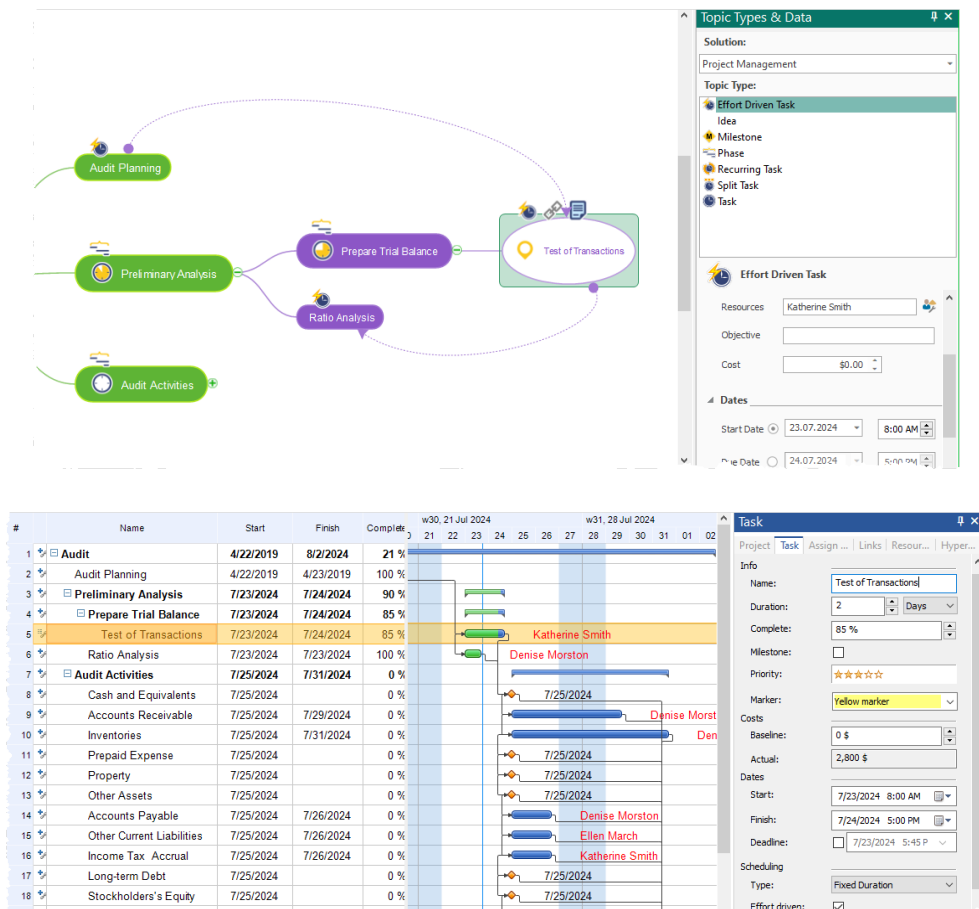 Topic Types & Data
Solution:
Project Management
Topic Type:
Effort Driven Task
Idea
Milestone
Phase
Recurring Task
Split Task
Task
Effort Driven Task
Resources Katherine Smith
Objective
Cost $0.00
Dates
Start Date 23.07.2024 8:00 AM
Due Date 24.07.2024 5:00 PM
Audit Planning
Preliminary Analysis
Prepare Trial Balance
Test of Transactions
Ratio Analysis
Audit Activities
# Name Start Finish Complete w30, 21 Jul 2024 w31, 28 Jul 2024
21 22 23 24 25 26 27 28 29 30 31 01 02
1 Audit 4/22/2019 8/2/2024 21 %
2 Audit Planning 4/22/2019 4/23/2019 100 %
3 Preliminary Analysis 7/23/2024 7/24/2024 90 %
4 Prepare Trial Balance 7/23/2024 7/24/2024 85 %
5 Test of Transactions 7/23/2024 7/24/2024 85 % Katherine Smith
6 Ratio Analysis 7/23/2024 7/23/2024 100 % Denise Morston
7 Audit Activities 7/25/2024 7/31/2024 0 %
8 Cash and Equivalents 7/25/2024 0 % 7/25/2024
9 Accounts Receivable 7/25/2024 7/29/2024 0 % Denise Morst
10 Inventories 7/25/2024 7/31/2024 0 % Den
11 Prepaid Expense 7/25/2024 0 % 7/25/2024
12 Property 7/25/2024 0 % 7/25/2024
13 Other Assets 7/25/2024 0 % 7/25/2024
14 Accounts Payable 7/25/2024 7/26/2024 0 % Denise Morston
15 Other Current Liabilities 7/25/2024 7/26/2024 0 % Ellen March
16 Income Tax Accrual 7/25/2024 7/26/2024 0 % Katherine Smith
17 Long-term Debt 7/25/2024 0 % 7/25/2024
18 Stockholders's Equity 7/25/2024 0 % 7/25/2024
Task
Project Task Assign ... Links Resour... Hyper...
Info
Name: Test of Transactions
Duration: 2 Days
Complete: 85 %
Milestone:
Priority:
Marker: Yellow marker
Costs
Baseline: 0 $
Actual: 2,800 $
Dates
Start: 7/23/2024 8:00 AM
Finish: 7/24/2024 5:00 PM
Deadline: 7/23/2024 5:45 P
Scheduling
Type: Fixed Duration
Effort driven: